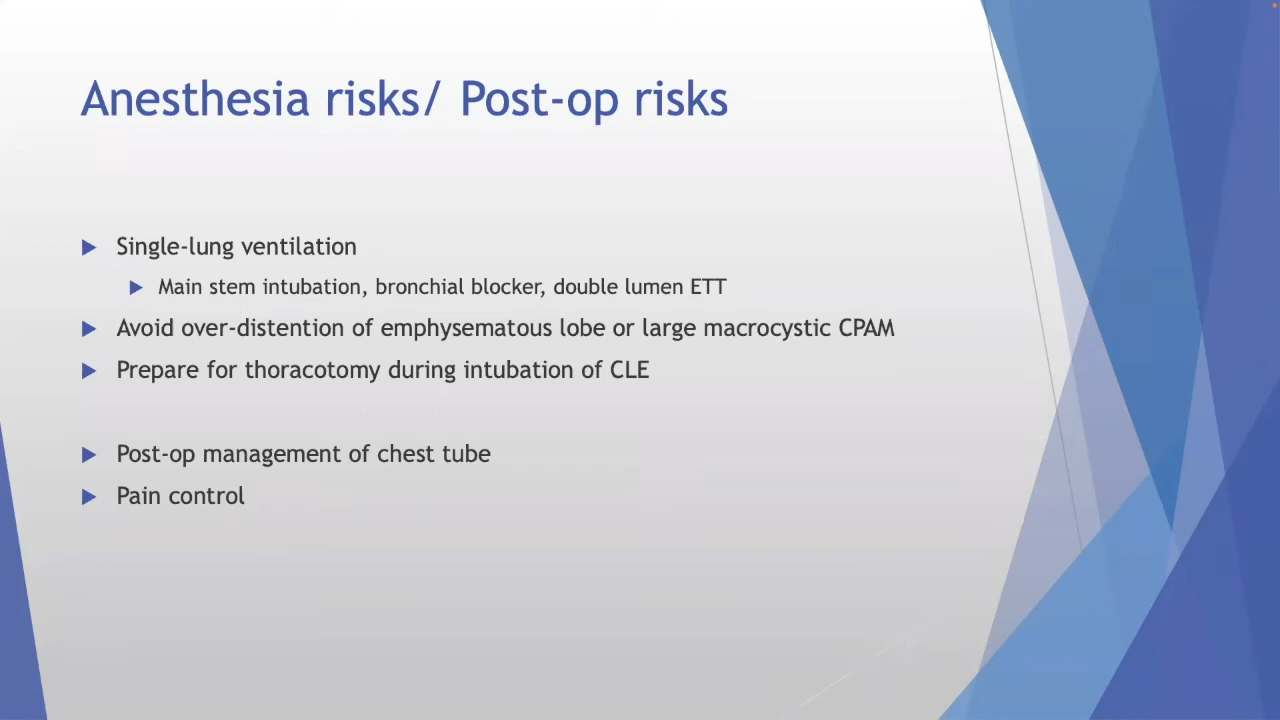 Anesthesia risks/ Post-op risks
Single-lung ventilation
Main stem intubation, bronchial blocker, double lumen ETT
Avoid over-distention of emphysematous lobe or large macrocystic CPAM
Prepare for thoracotomy during intubation of CLE
Post-op management of chest tube
Pain control